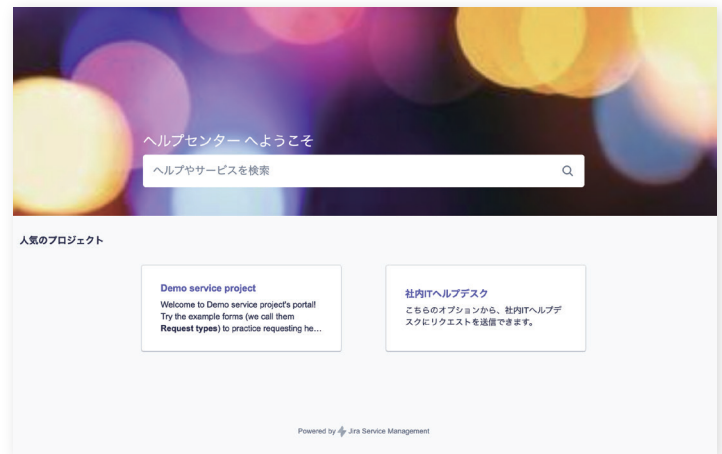 ヘルプセンター へようこそ
ヘルプやサービスを検索
人気のプロジェクト
Demo service project
Welcome to Demo service project's portal!
Try the example forms (we call them
Request types) to practice requesting he...
社内ITヘルプデスク
こちらのオプションから、社内ITヘルプデ
スクにリクエストを送信できます。
Powered by Jira Service Management